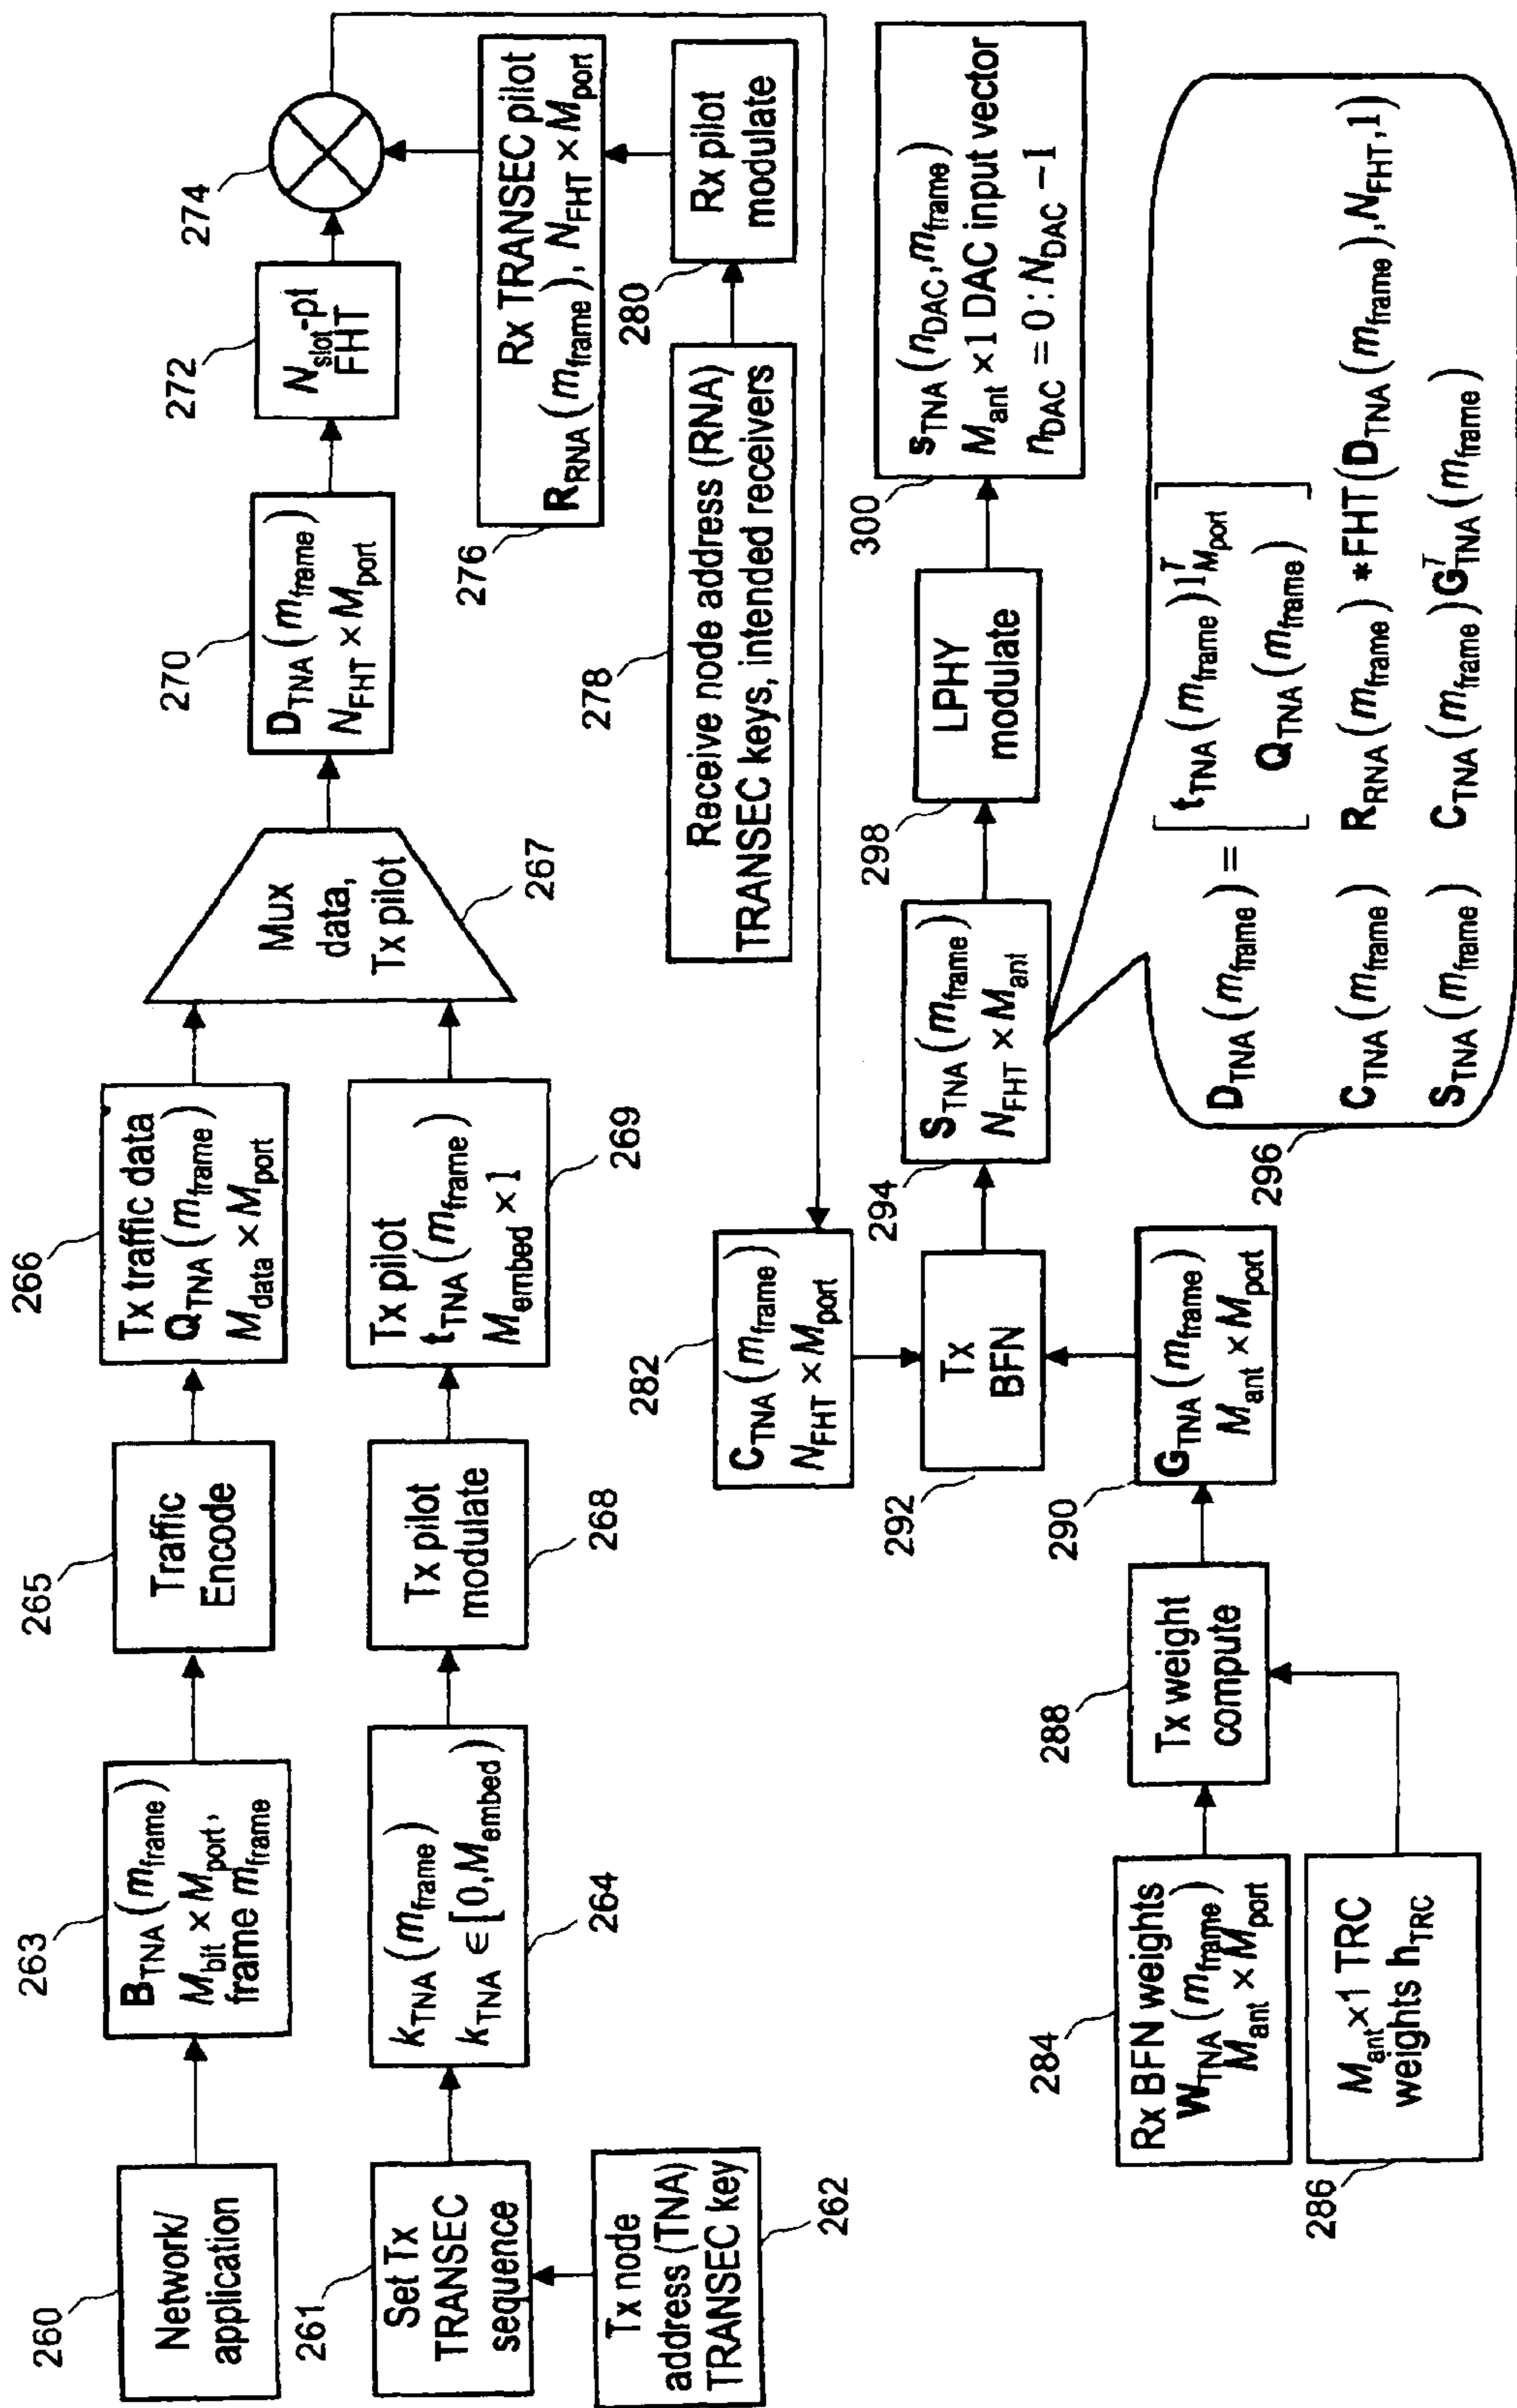 260
Network/
application
263
B_TNA(m_frame)
M_bit × M_port,
frame m_frame
265
Traffic
Encode
266
Tx traffic data
Q_TNA(m_frame)
M_data × M_port
261
Set Tx
TRANSEC
sequence
262
Tx node
address (TNA)
TRANSEC key
264
k_TNA(m_frame)
k_TNA ∈ [0,M_embed)
268
Tx pilot
modulate
269
Tx pilot
t_TNA(m_frame)
M_embed × 1
267
Mux
data,
Tx pilot
270
D_TNA(m_frame)
N_FHT × M_port
272
N_slot-pt
FHT
274
276
Rx TRANSEC pilot
R_RNA(m_frame), N_FHT × M_port
278
Receive node address (RNA)
TRANSEC keys, intended receivers
280
Rx pilot
modulate
282
C_TNA(m_frame)
N_FHT × M_port
284
Rx BFN weights
W_TNA(m_frame)
M_ant × M_port
286
M_ant×1 TRC
weights h_TRC
288
Tx weight
compute
290
G_TNA(m_frame)
M_ant × M_port
292
Tx
BFN
294
S_TNA(m_frame)
N_FHT × M_ant
298
LPHY
modulate
300
s_TNA(n_DAC, m_frame)
M_ant ×1 DAC input vector
n_DAC = 0 : N_DAC −1
296
D_TNA(m_frame) = [t_TNA(m_frame)1^T_M_port
Q_TNA(m_frame)]
C_TNA(m_frame) R_RNA(m_frame) *FHT(D_TNA(m_frame),N_FHT,1)
S_TNA(m_frame) C_TNA(m_frame)G^T_TNA(m_frame)